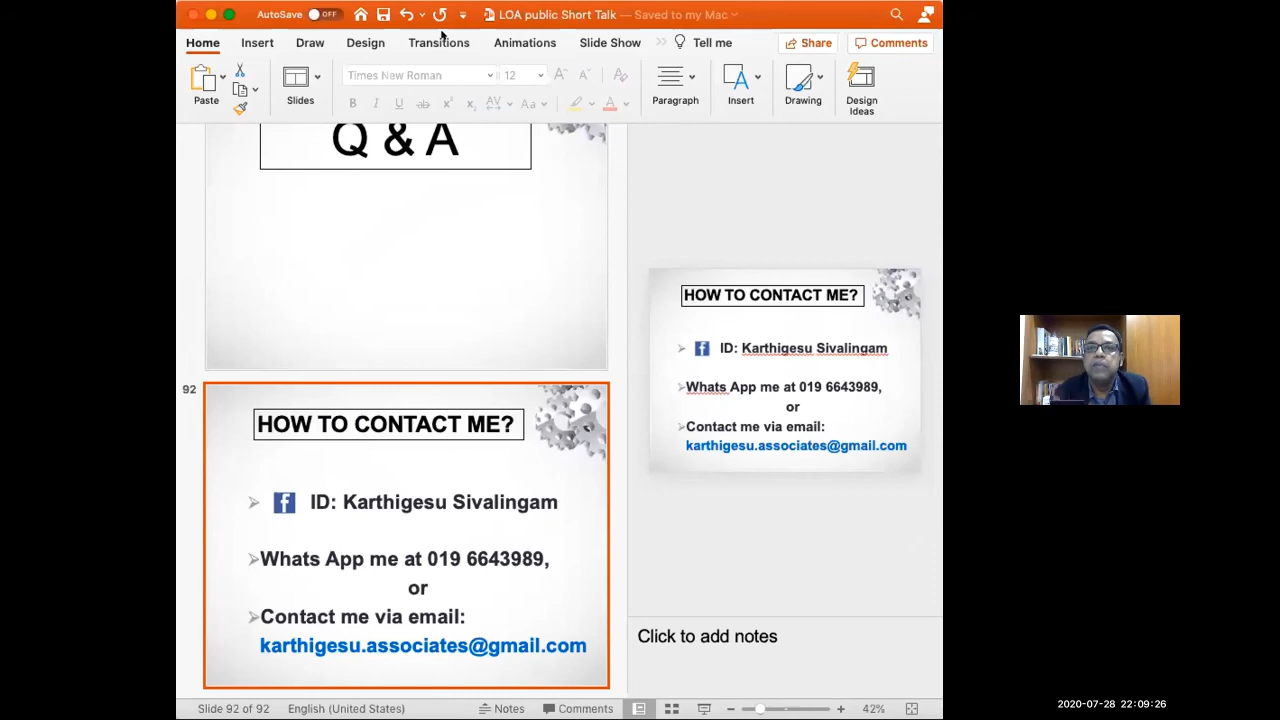 AutoSave OFF LOA public Short Talk — Saved to my Mac
Home Insert Draw Design Transitions Animations Slide Show Tell me Share Comments
Times New Roman 12
Paste Slides Paragraph Insert Drawing Design Ideas
Q & A
92
HOW TO CONTACT ME?
f ID: Karthigesu Sivalingam
Whats App me at 019 6643989,
or
Contact me via email:
karthigesu.associates@gmail.com
HOW TO CONTACT ME?
f ID: Karthigesu Sivalingam
Whats App me at 019 6643989,
or
Contact me via email:
karthigesu.associates@gmail.com
Click to add notes
Slide 92 of 92 English (United States) Notes Comments 42%
2020-07-28 22:09:26